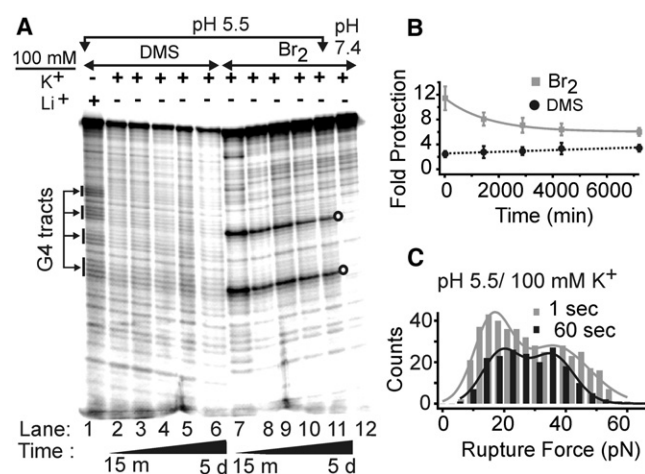 A
pH 5.5
pH 7.4
100 mM
DMS
Br2
K+ - + + + + + + + + + + +
Li+ + - - - - - - - - - - -
G4 tracts
Lane: 1 2 3 4 5 6 7 8 9 10 11 12
Time: 15 m 5 d 15 m 5 d
B
Fold Protection
12
8
4
0
Br2
DMS
0 2000 4000 6000
Time (min)
C
pH 5.5/ 100 mM K+
1 sec
60 sec
Counts
40
20
0
0 20 40 60
Rupture Force (pN)